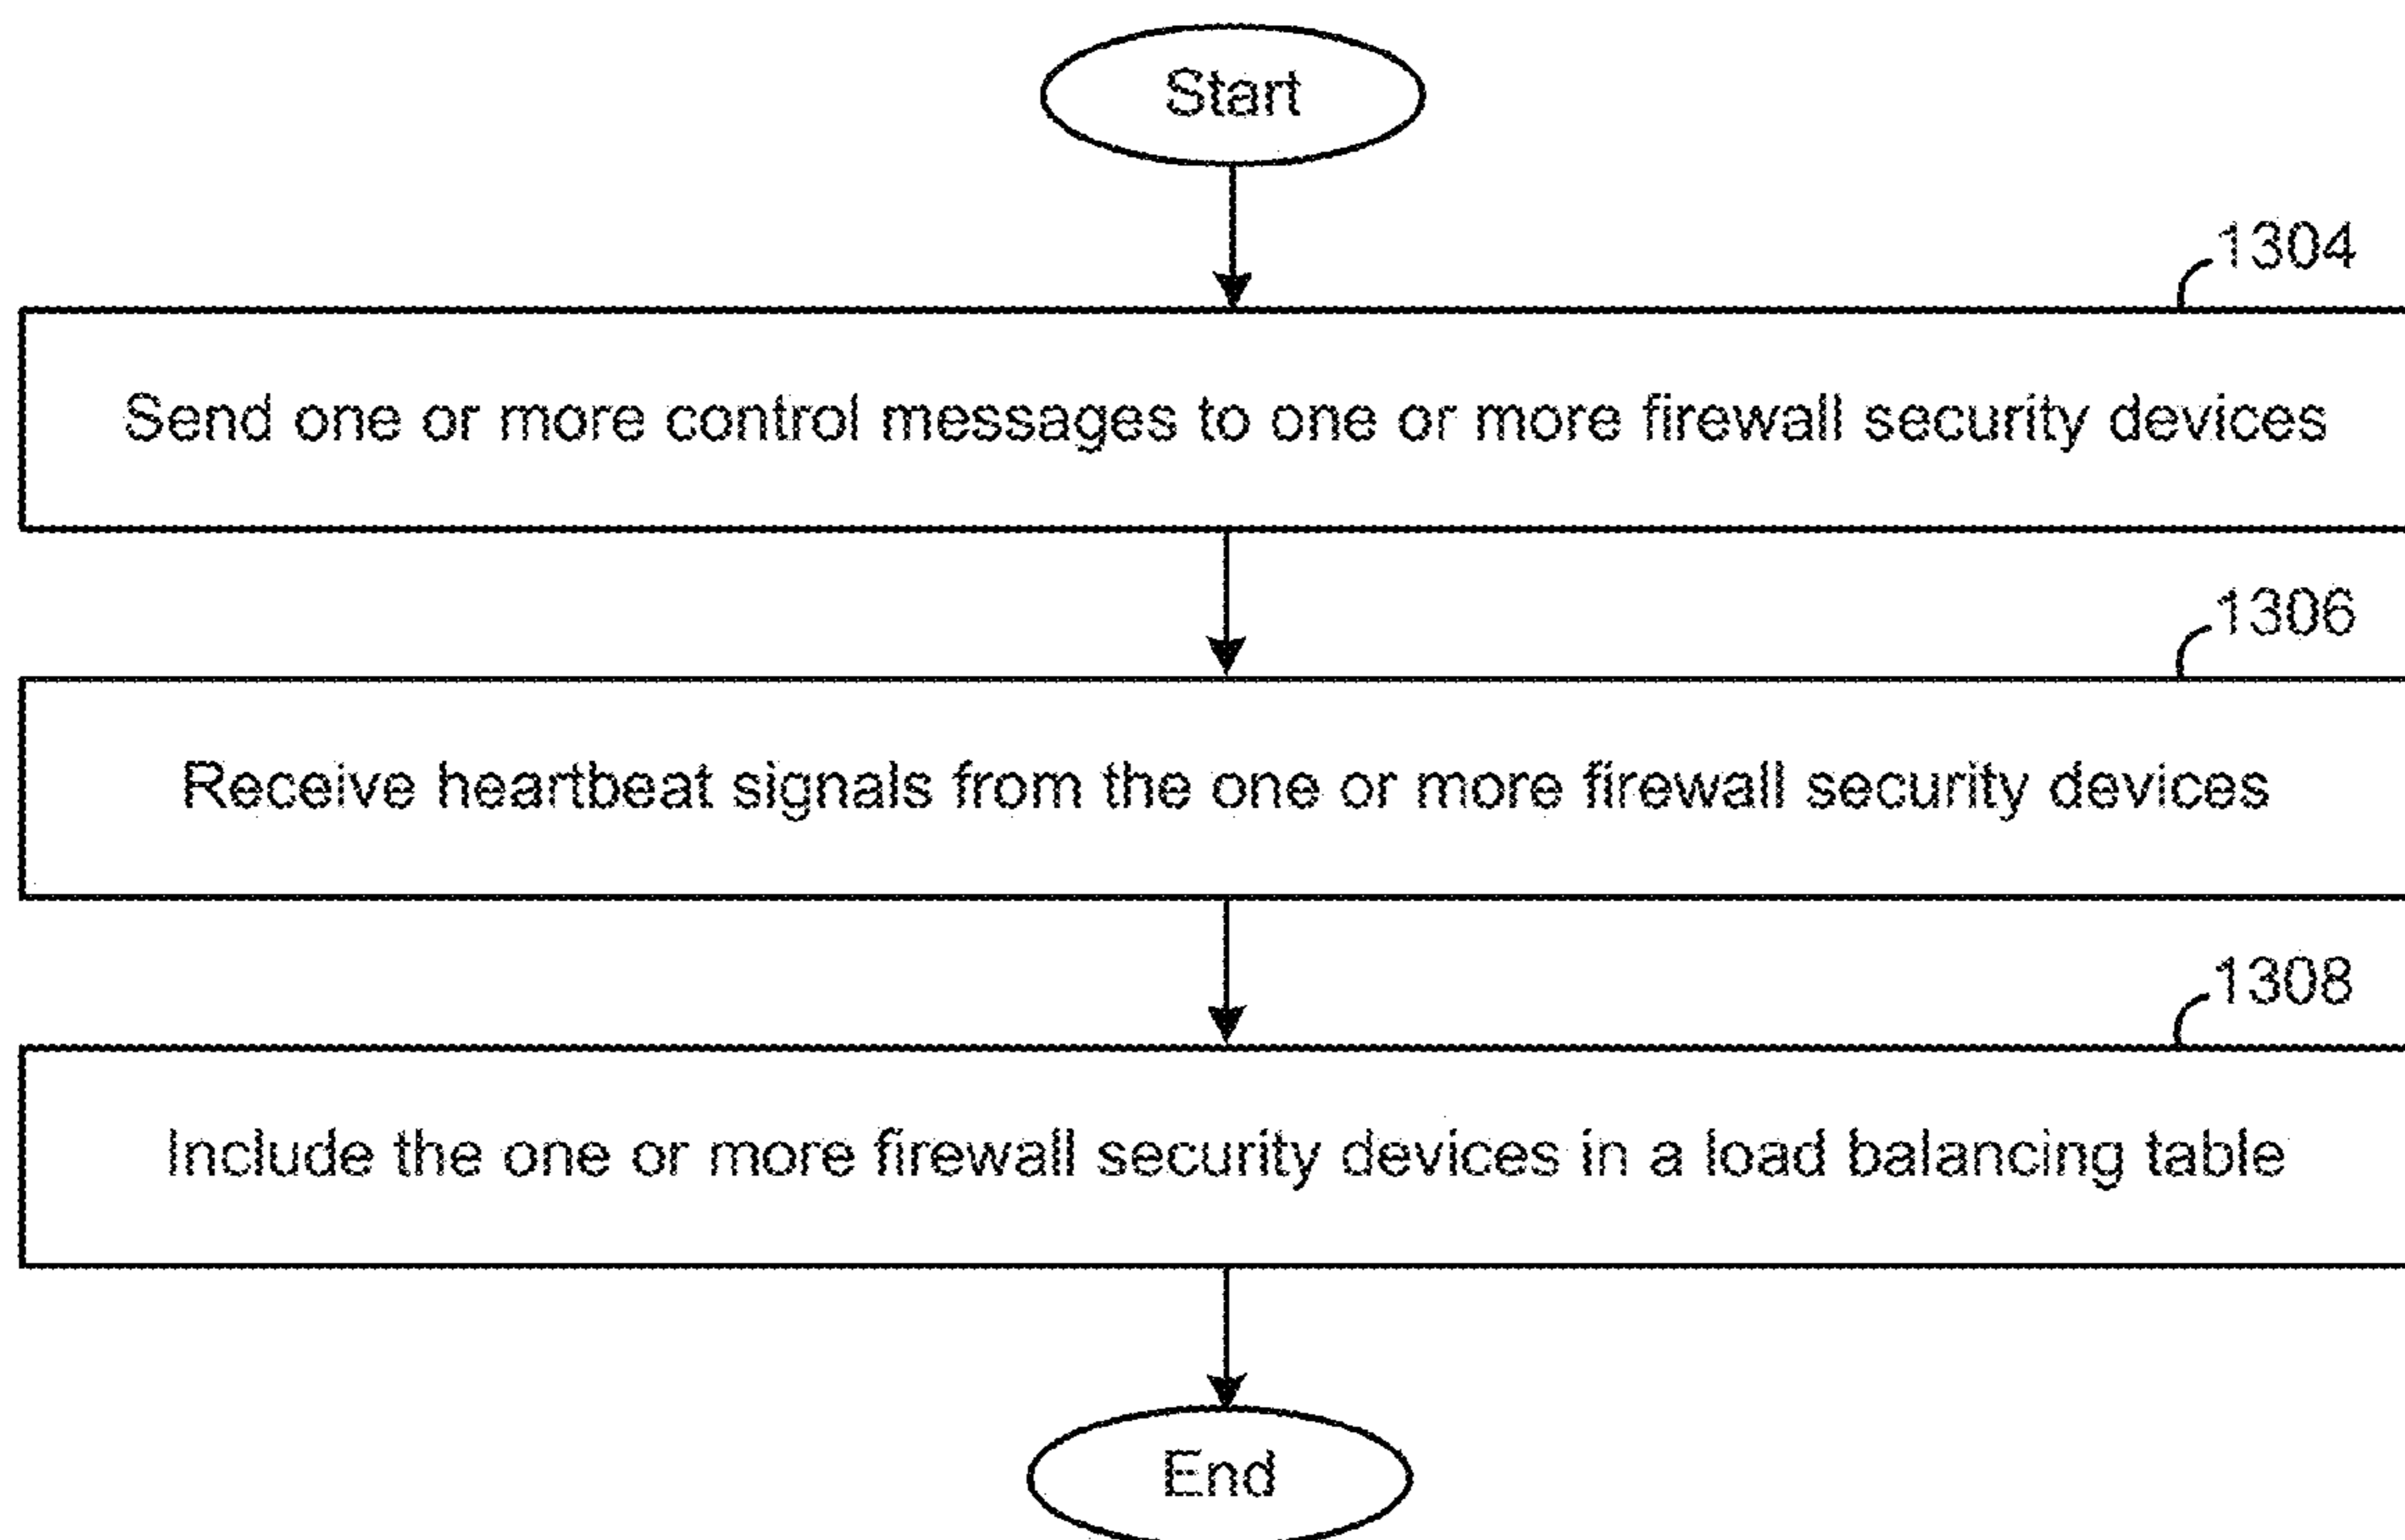 Start
1304
Send one or more control messages to one or more firewall security devices
1306
Receive heartbeat signals from the one or more firewall security devices
1308
Include the one or more firewall security devices in a load balancing table
End